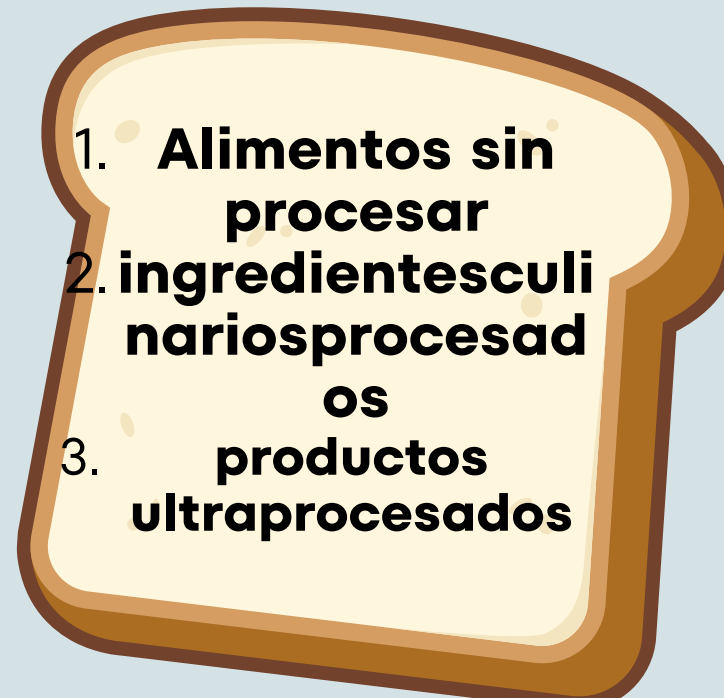 1. Alimentos sin
procesar
2. ingredientesculi
nariosprocesad
os
3. productos
ultraprocesados